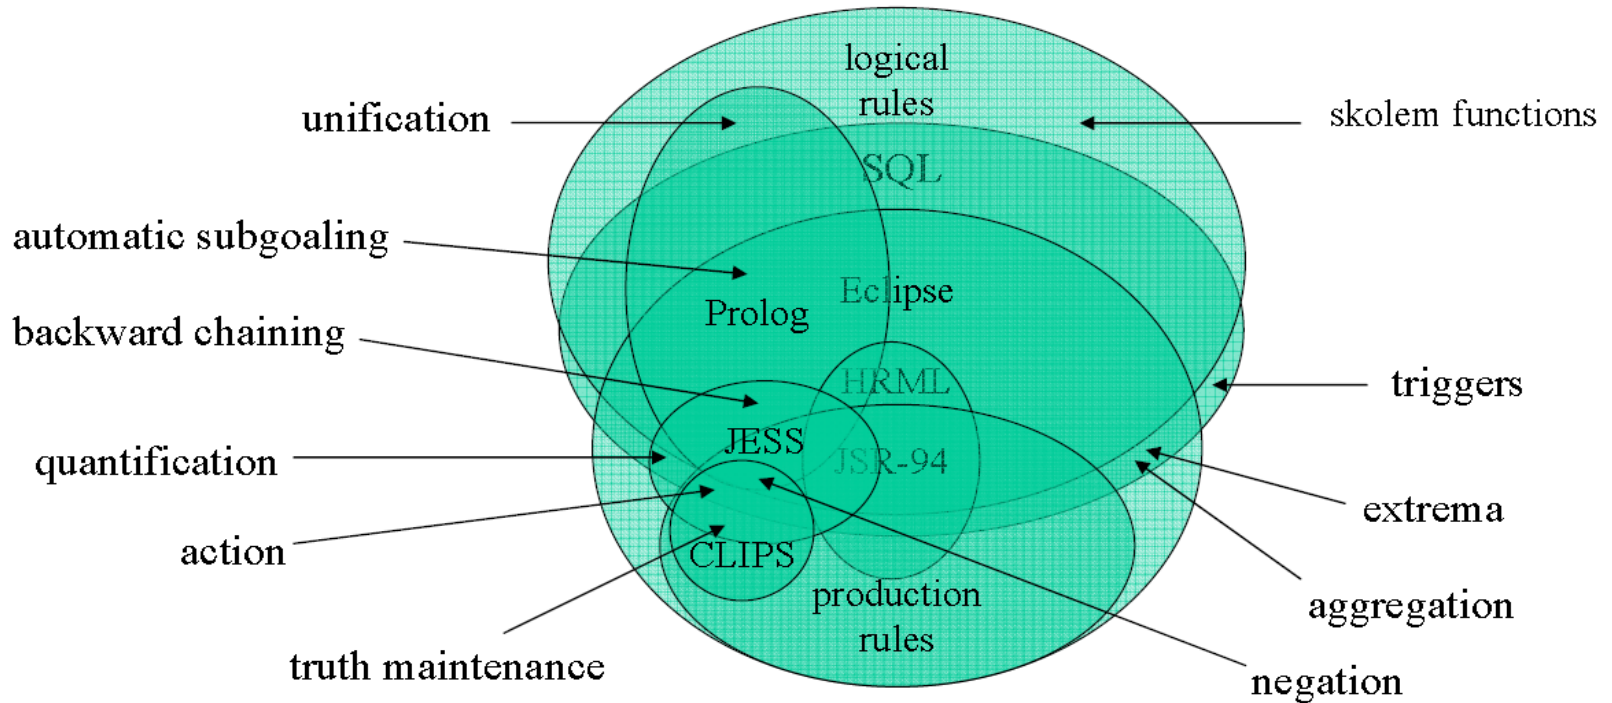 logical
rules
unification
skolem functions
SQL
automatic subgoaling
Eclipse
Prolog
backward chaining
HRML
triggers
JESS
JSR-94
quantification
extrema
action
CLIPS
production
rules
aggregation
truth maintenance
negation